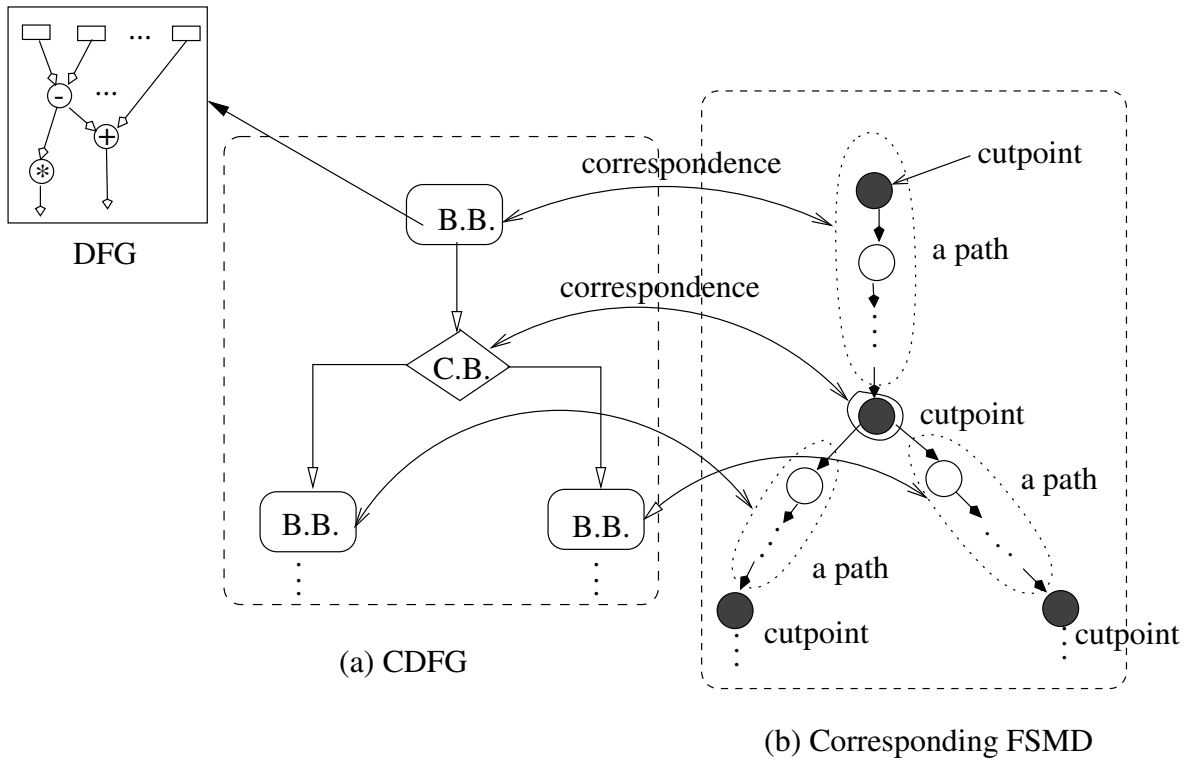 ...
-
...
+
*
DFG
correspondence
cutpoint
B.B.
a path
correspondence
C.B.
cutpoint
a path
B.B.
B.B.
a path
cutpoint
cutpoint
(a) CDFG
(b) Corresponding FSMD